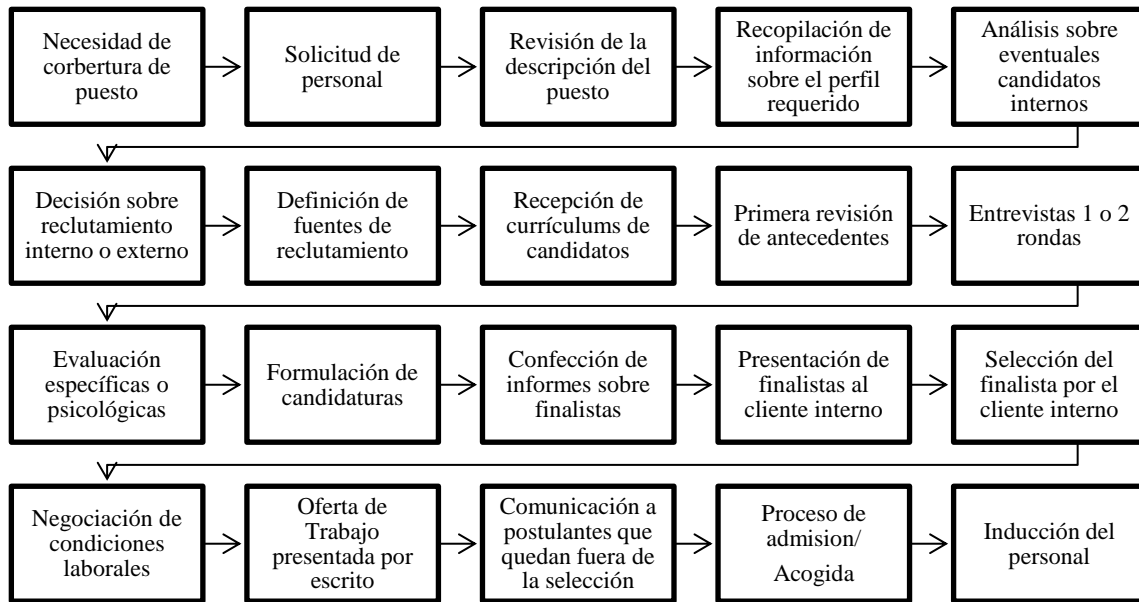 Necesidad de
corbertura de
puesto
Solicitud de
personal
Revisión de la
descripción del
puesto
Recopilación de
información
sobre el perfil
requerido
Análisis sobre
eventuales
candidatos
internos
Decisión sobre
reclutamiento
interno o externo
Definición de
fuentes de
reclutamiento
Recepción de
currículums de
candidatos
Primera revisión
de antecedentes
Entrevistas 1 o 2
rondas
Evaluación
específicas o
psicológicas
Formulación de
candidaturas
Confección de
informes sobre
finalistas
Presentación de
finalistas al
cliente interno
Selección del
finalista por el
cliente interno
Negociación de
condiciones
laborales
Oferta de
Trabajo
presentada por
escrito
Comunicación a
postulantes que
quedan fuera de
la selección
Proceso de
admision/
Acogida
Inducción del
personal